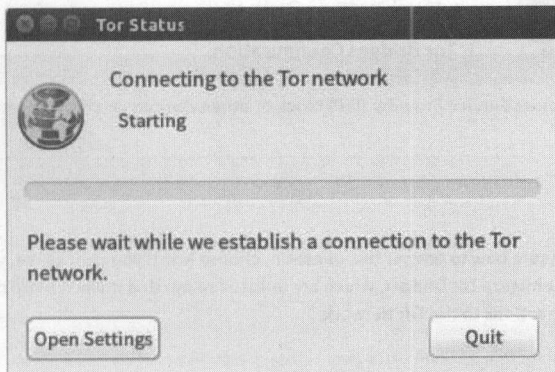 Tor Status
Connecting to the Tor network
Starting
Please wait while we establish a connection to the Tor
network.
Open Settings
Quit